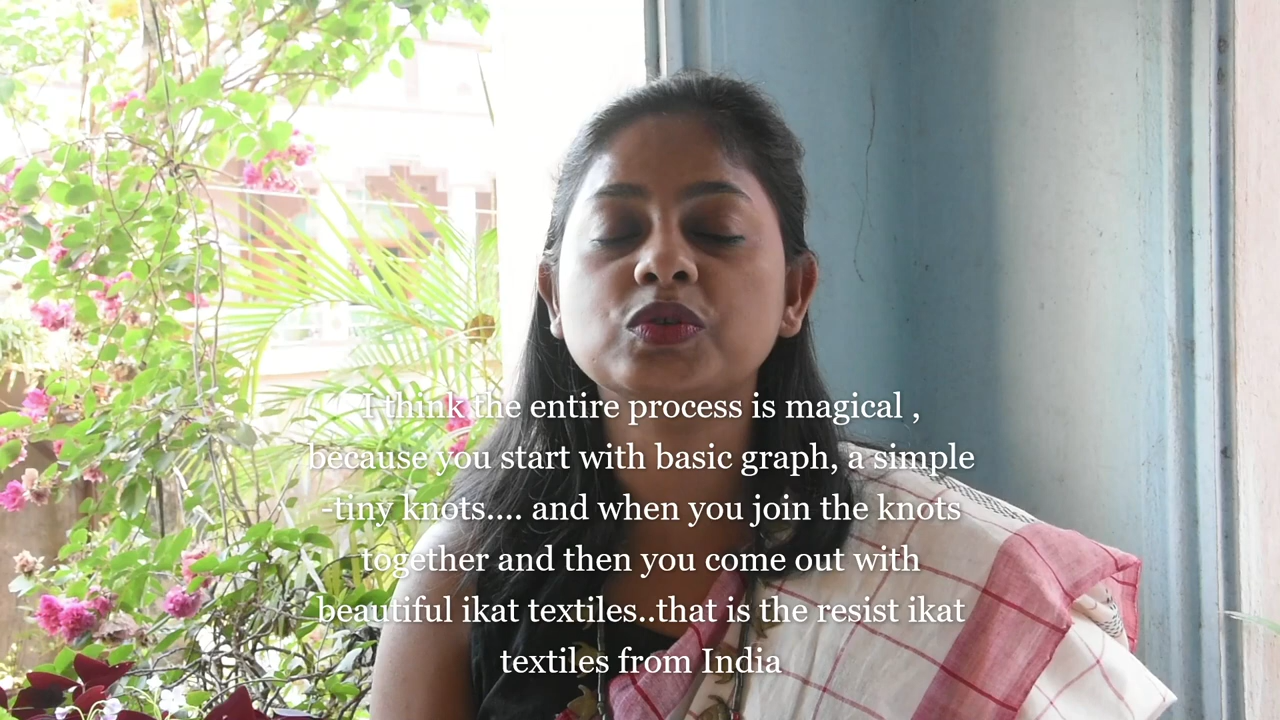 I think the entire process is magical ,
because you start with basic graph, a simple
-tiny knots.... and when you join the knots
together and then you come out with
beautiful ikat textiles..that is the resist ikat
textiles from India